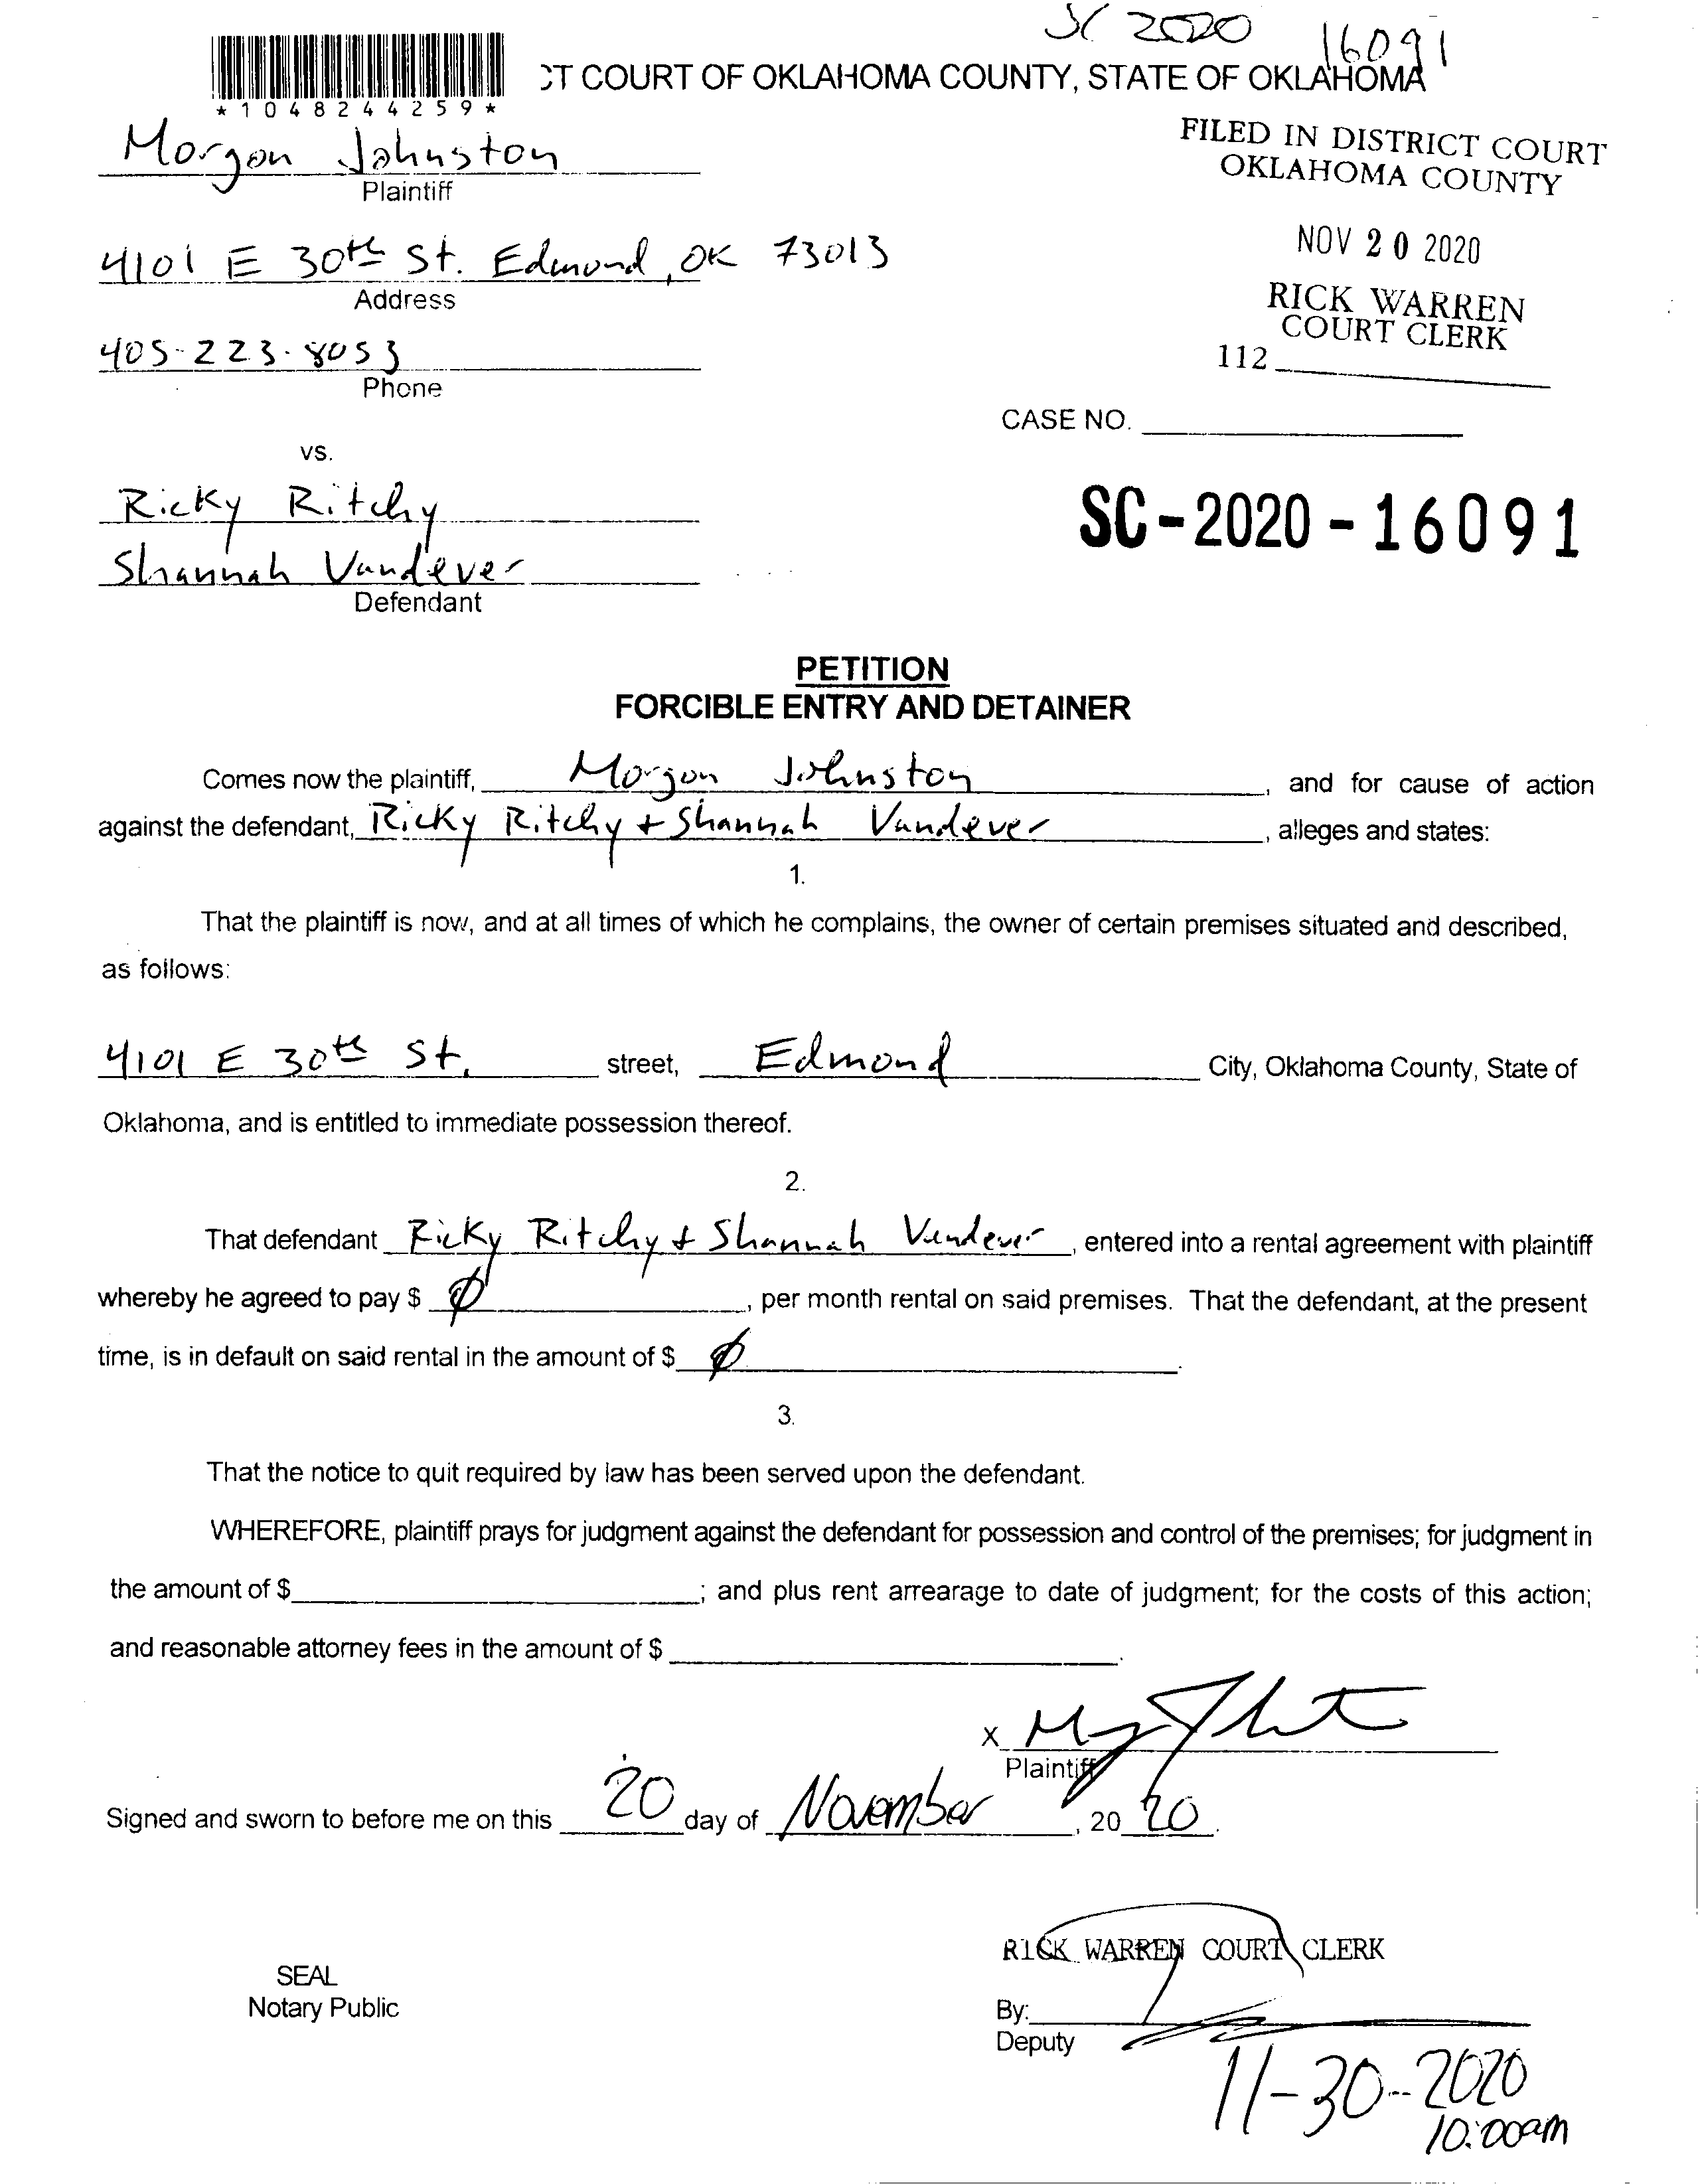 SC 2020 16091
*1048244259*
CT COURT OF OKLAHOMA COUNTY, STATE OF OKLAHOMA
Morgan Johnston
Plaintiff
FILED IN DISTRICT COURT
OKLAHOMA COUNTY
4101 E 30th St. Edmond, OK 73013
Address
NOV 20 2020
RICK WARREN
COURT CLERK
405-223-8053
Phone
112
CASE NO.
vs.
Ricky Ritchy
Shannah Vandever
Defendant
SC-2020-16091
PETITION
FORCIBLE ENTRY AND DETAINER
Comes now the plaintiff, Morgan Johnston, and for cause of action
against the defendant, Ricky Ritchy + Shannah Vandever, alleges and states:
1.
That the plaintiff is now, and at all times of which he complains, the owner of certain premises situated and described,
as follows:
4101 E 30th St. street, Edmond City, Oklahoma County, State of
Oklahoma, and is entitled to immediate possession thereof.
2.
That defendant Ricky Ritchy + Shannah Vandever, entered into a rental agreement with plaintiff
whereby he agreed to pay $ Ø, per month rental on said premises. That the defendant, at the present
time, is in default on said rental in the amount of $ Ø.
3.
That the notice to quit required by law has been served upon the defendant.
WHEREFORE, plaintiff prays for judgment against the defendant for possession and control of the premises; for judgment in
the amount of $; and plus rent arrearage to date of judgment; for the costs of this action;
and reasonable attorney fees in the amount of $.
X
Plaintiff
Signed and sworn to before me on this 20 day of November, 20 20.
RICK WARREN COURT CLERK
SEAL
Notary Public
By:
Deputy
11-30-2020
10:00am